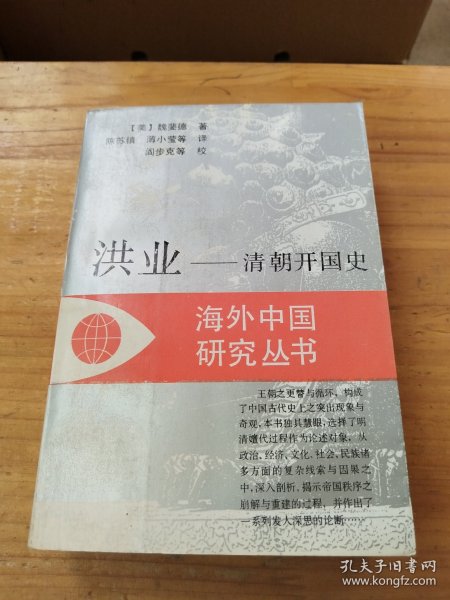 ［美］魏斐德 著
陈苏镇 薄小莹等 译
阎步克等 校
洪业——清朝开国史
海外中国
研究丛书
王朝之更替与循环，构成
了中国古代史上之突出现象与
奇观，本书独具慧眼，选择了明
清嬗代过程作为论述对象，从
政治、经济、文化、社会、民族诸
多方面的复杂线索与因果之
中，深入剖析，揭示帝国秩序之
崩解与重建的过程，并作出了
一系列发人深思的论断……
孔夫子旧书网
www.kongfz.com